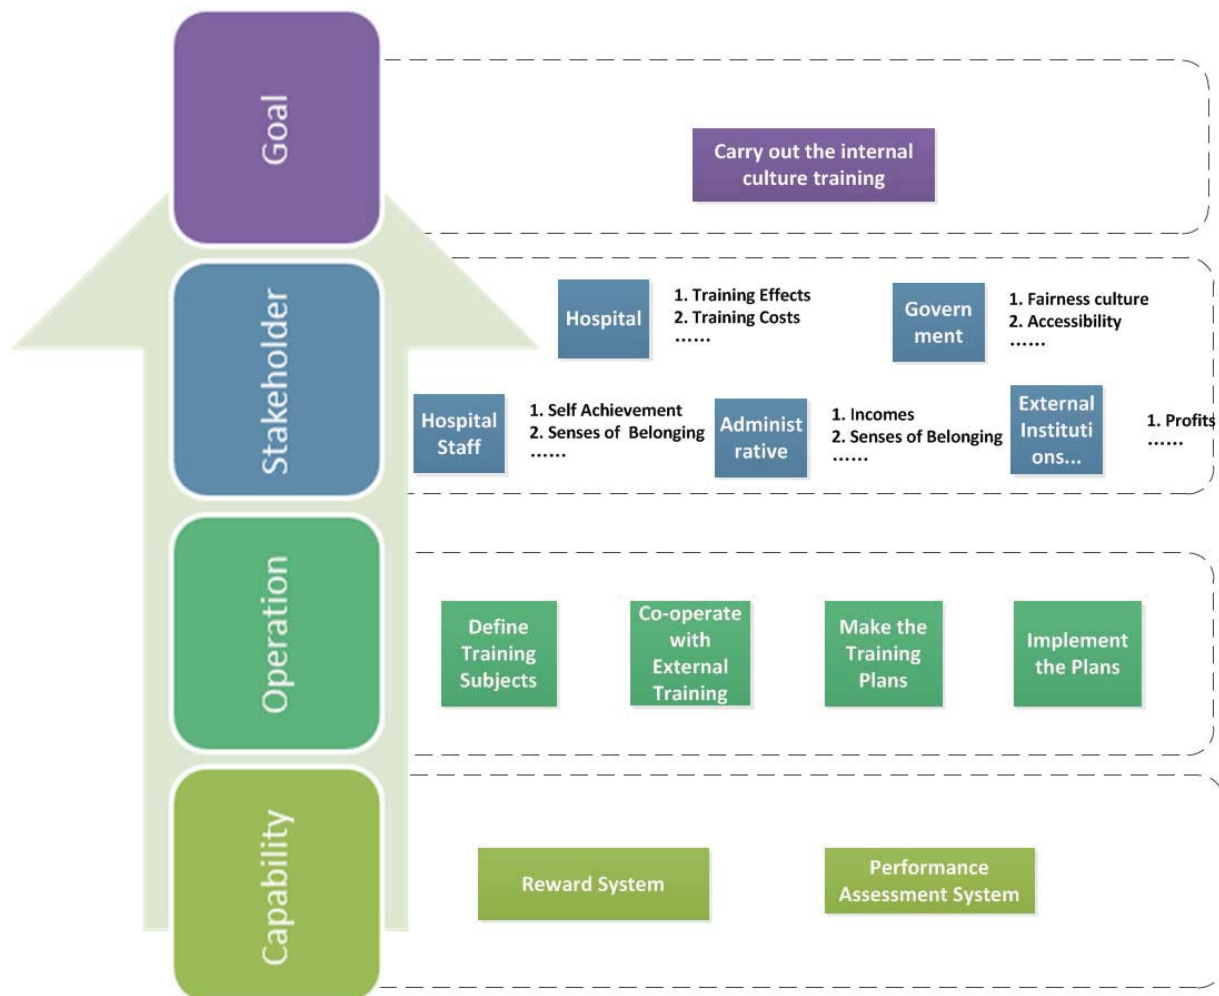 Goal
Carry out the internal
culture training
Stakeholder
Hospital
1. Training Effects
2. Training Costs
......
Govern
ment
1. Fairness culture
2. Accessibility
......
Hospital
Staff
1. Self Achievement
2. Senses of  Belonging
......
Administ
rative
1. Incomes
2. Senses of Belonging
......
External
Instituti
ons...
1. Profits
......
Operation
Define
Training
Subjects
Co-operate
with
External
Training
Make the
Training
Plans
Implement
the Plans
Capability
Reward System
Performance
Assessment System